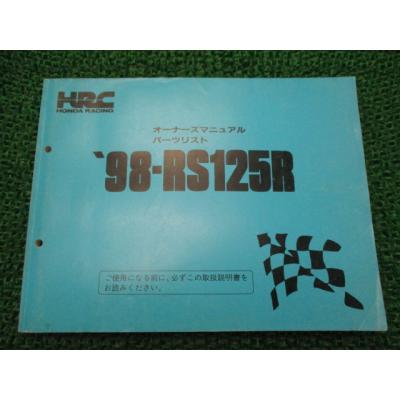 HRC
HONDA RACING
オーナーズマニュアル
パーツリスト
'98-RS125R
ご使用になる前に、必ずこの取扱説明書を
お読みください。